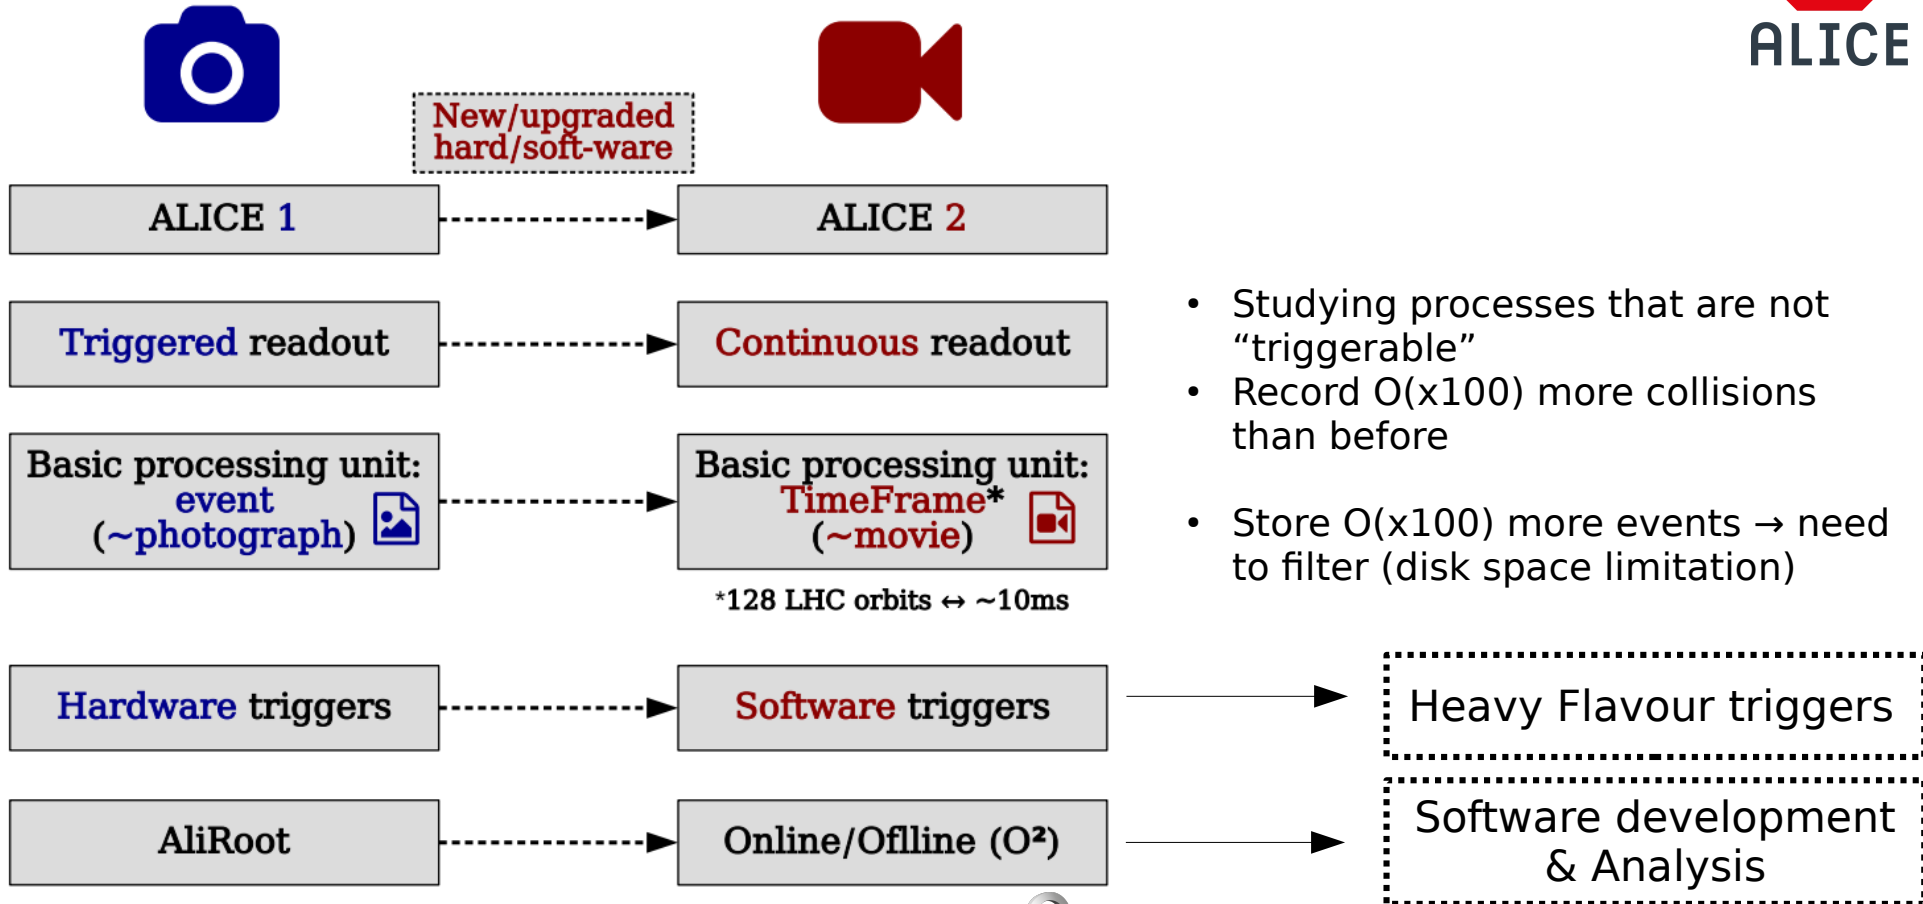 ALICE
New/upgraded
hard/soft-ware
ALICE 1
ALICE 2
Triggered readout
Continuous readout
Basic processing unit:
event
(~photograph)
Basic processing unit:
TimeFrame*
(~movie)
*128 LHC orbits ↔ ~10ms
Hardware triggers
Software triggers
AliRoot
Online/Oflline (O²)
• Studying processes that are not
“triggerable”
• Record O(x100) more collisions
than before
• Store O(x100) more events → need
to filter (disk space limitation)
Heavy Flavour triggers
Software development
& Analysis